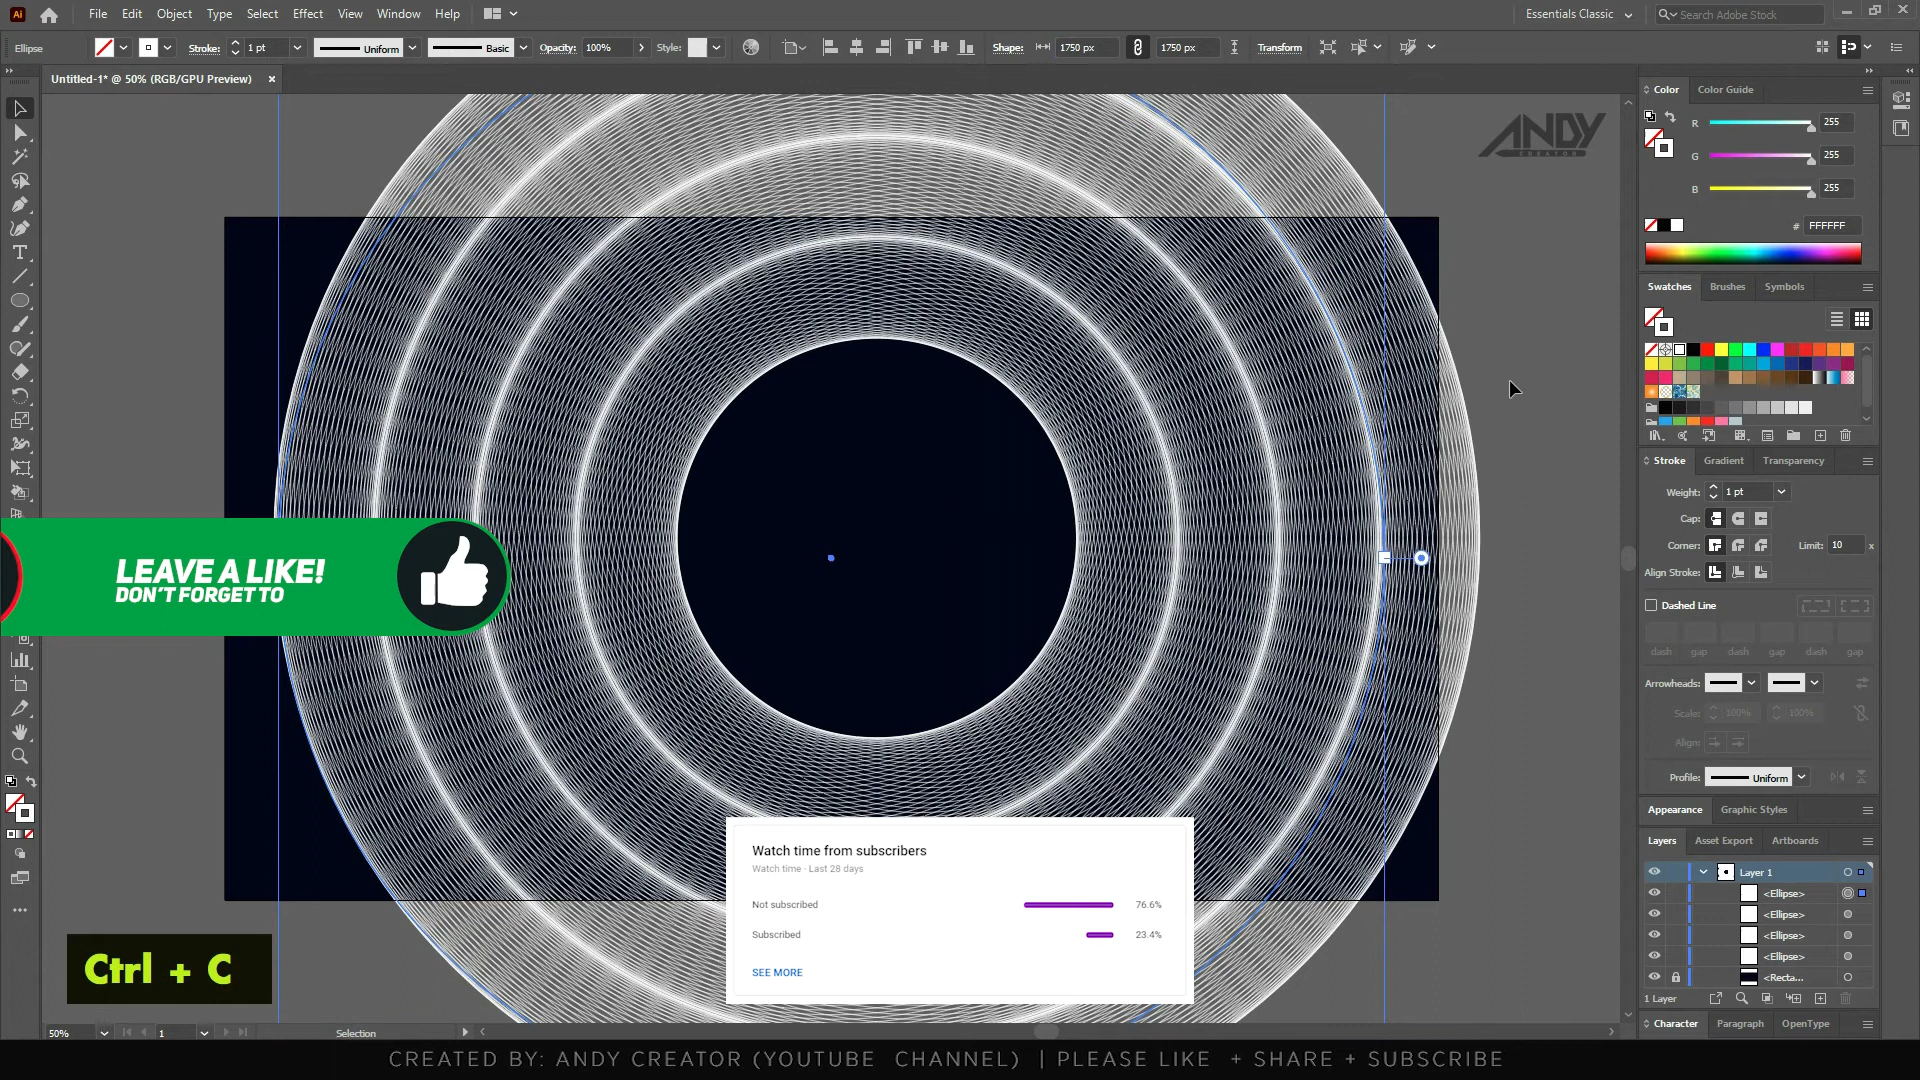 Ai File Edit Object Type Select Effect View Window Help Essentials Classic Search Adobe Stock
Ellipse Stroke: 1 pt Uniform Basic Opacity: 100% Style: Shape: 1750 px 1750 px Transform
Untitled-1* @ 50% (RGB/GPU Preview)
ANDY
CREATOR
Color Color Guide
R 255
G 255
B 255
# FFFFFF
Swatches Brushes Symbols
Stroke Gradient Transparency
Weight: 1 pt
Cap:
Corner: Limit: 10 x
Align Stroke:
Dashed Line
dash gap dash gap dash gap
Arrowheads:
Scale: 100% 100%
Align:
Profile: Uniform
Appearance Graphic Styles
Layers Asset Export Artboards
Layer 1
<Ellipse>
<Ellipse>
<Ellipse>
<Ellipse>
<Recta...
1 Layer
Character Paragraph OpenType
LEAVE A LIKE!
DON'T FORGET TO
Watch time from subscribers
Watch time · Last 28 days
Not subscribed 76.6%
Subscribed 23.4%
SEE MORE
Ctrl + C
50% 1 Selection
CREATED BY: ANDY CREATOR (YOUTUBE CHANNEL) | PLEASE LIKE + SHARE + SUBSCRIBE